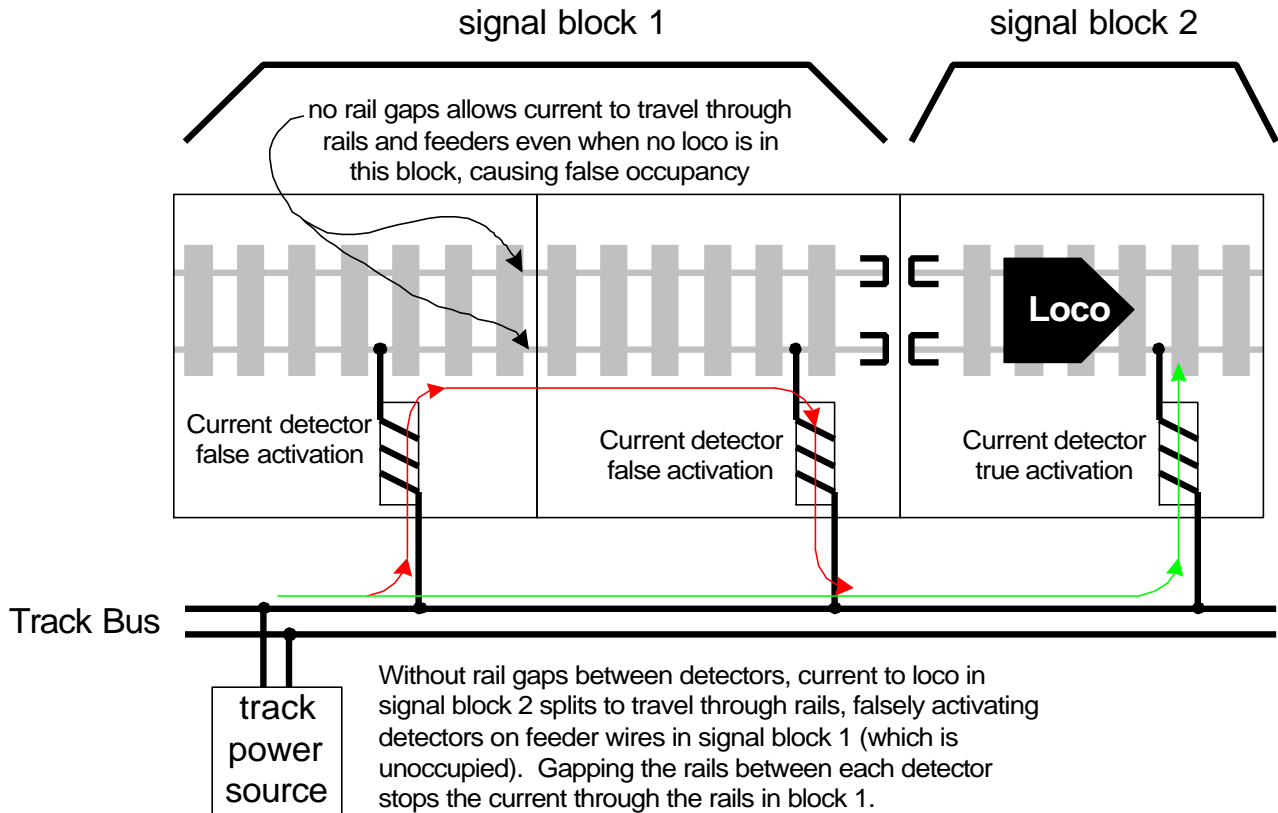 signal block 1
signal block 2
no rail gaps allows current to travel through
rails and feeders even when no loco is in
this block, causing false occupancy
Loco
Current detector
false activation
Current detector
false activation
Current detector
true activation
Track Bus
track
power
source
Without rail gaps between detectors, current to loco in
signal block 2 splits to travel through rails, falsely activating
detectors on feeder wires in signal block 1 (which is
unoccupied).  Gapping the rails between each detector
stops the current through the rails in block 1.